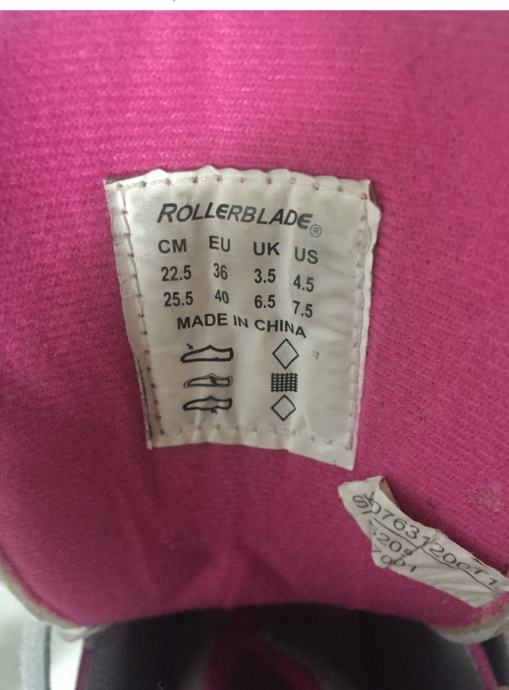 ROLLERBLADE®
CM EU UK US
22.5 36 3.5 4.5
25.5 40 6.5 7.5
MADE IN CHINA